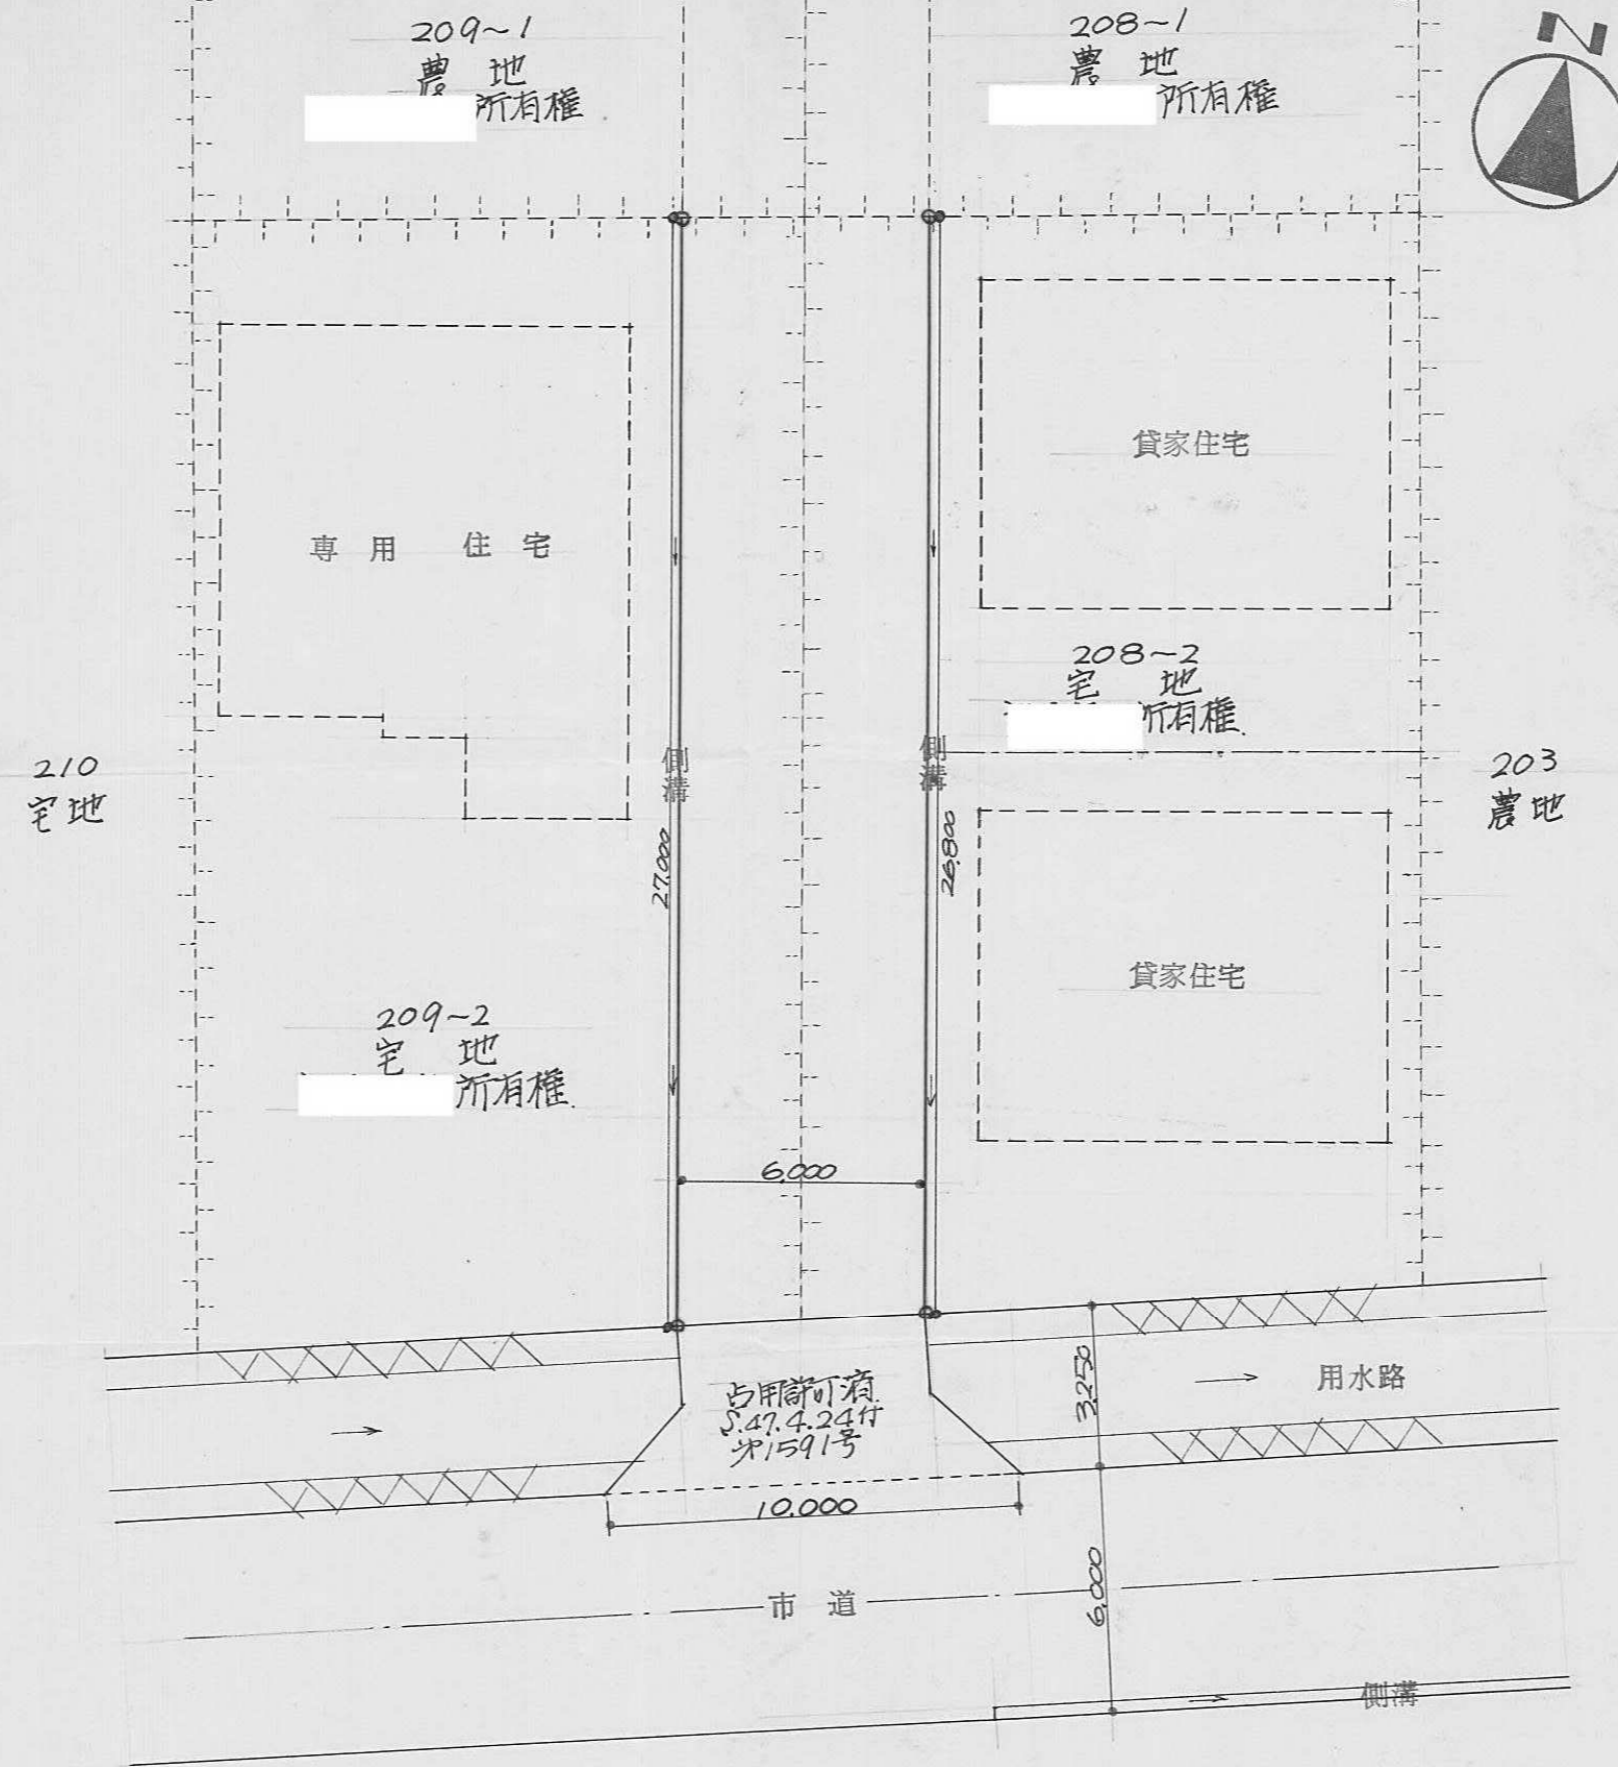 209~1
農 地
所有権
208~1
農 地
所有権
N
貸家住宅
専 用 住 宅
208~2
宅 地
所有権
210
宅地
側溝
側溝
203
農地
27.000
26.800
貸家住宅
209~2
宅 地
所有権
6.000
占用許可済
S.47.4.24付
㐧1591号
3.250
用水路
10.000
6.000
市 道
側溝